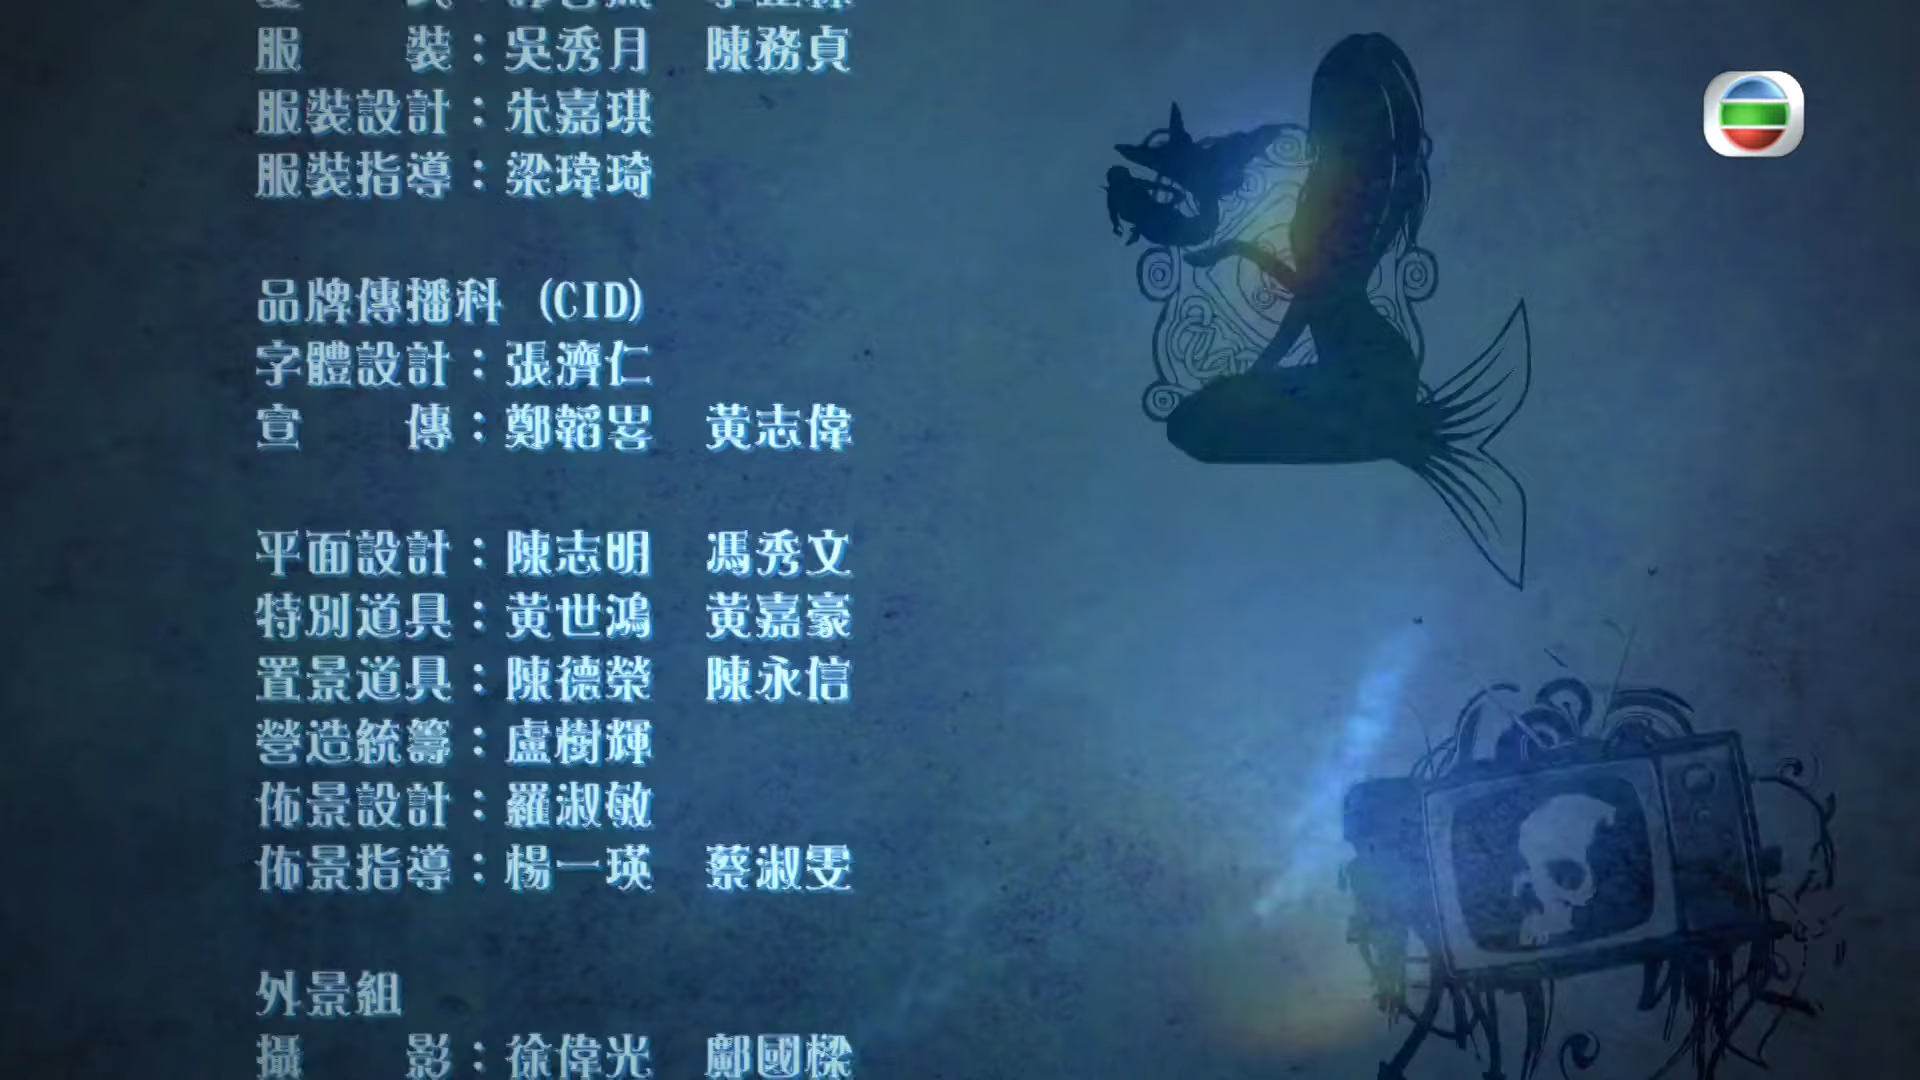 服　　裝：吳秀月　陳務貞
服裝設計：朱嘉琪
服裝指導：梁瑋琦
品牌傳播科 (CID)
字體設計：張濟仁
宣　　傳：鄭韜畧　黃志偉
平面設計：陳志明　馮秀文
特別道具：黃世鴻　黃嘉豪
置景道具：陳德榮　陳永信
營造統籌：盧樹輝
佈景設計：羅淑敏
佈景指導：楊一瑛　蔡淑雯
外景組
攝　　影：徐偉光　鄺國樑